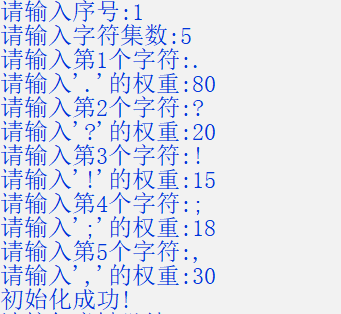 请输入序号:1
请输入字符集数:5
请输入第1个字符:.
请输入'.'的权重:80
请输入第2个字符:?
请输入'?'的权重:20
请输入第3个字符:!
请输入'!'的权重:15
请输入第4个字符:;
请输入';'的权重:18
请输入第5个字符:,
请输入','的权重:30
初始化成功!